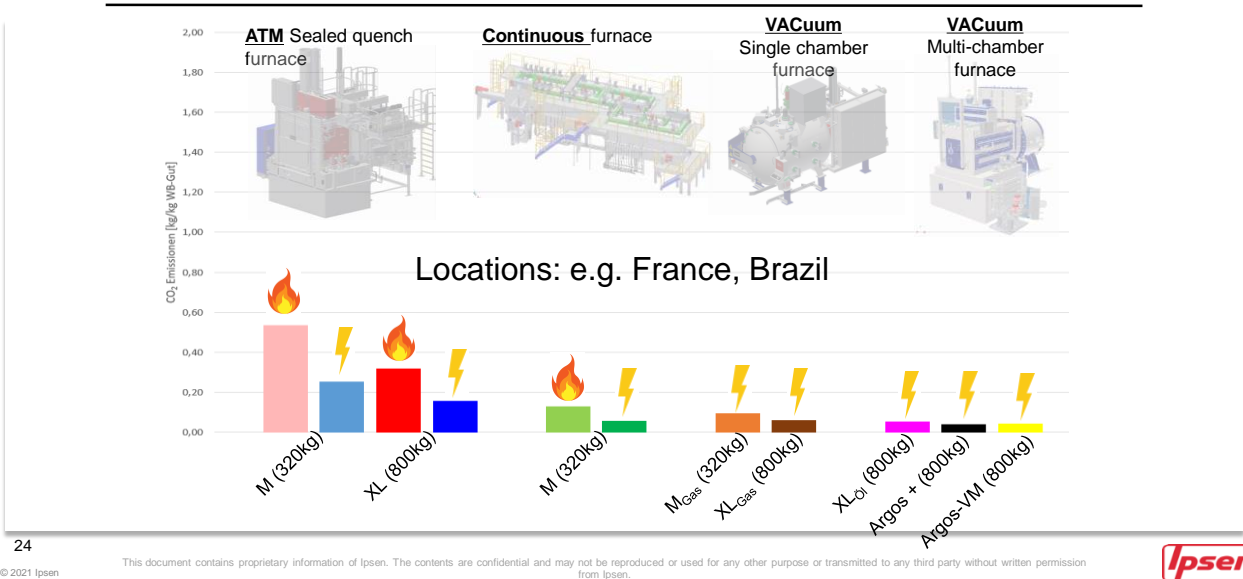 ATM Sealed quench
furnace
Continuous furnace
VACuum
Single chamber
furnace
VACuum
Multi-chamber
furnace
CO₂ Emissionen [kg/kg WB-Gut]
2,00
1,80
1,60
1,40
1,20
1,00
0,80
0,60
0,40
0,20
0,00
Locations: e.g. France, Brazil
M (320kg)
XL (800kg)
M (320kg)
M_Gas (320kg)
XL_Gas (800kg)
XL_Öl (800kg)
Argos + (800kg)
Argos-VM (800kg)
24
© 2021 Ipsen
This document contains proprietary information of Ipsen. The contents are confidential and may not be reproduced or used for any other purpose or transmitted to any third party without written permission
from Ipsen.
Ipsen